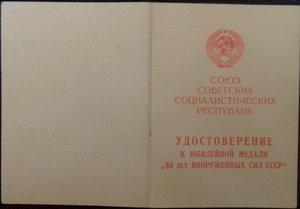 СОЮЗ
СОВЕТСКИХ
СОЦИАЛИСТИЧЕСКИХ
РЕСПУБЛИК
УДОСТОВЕРЕНИЕ
К ЮБИЛЕЙНОЙ МЕДАЛИ
„60 ЛЕТ ВООРУЖЕННЫХ СИЛ СССР“